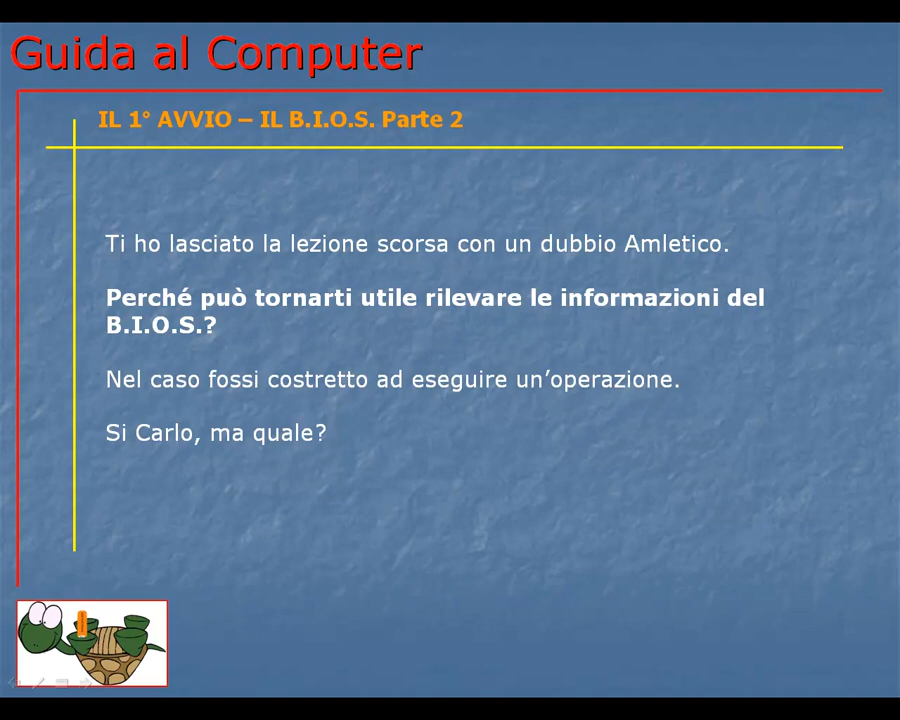 Guida al Computer
IL 1° AVVIO – IL B.I.O.S. Parte 2
Ti ho lasciato la lezione scorsa con un dubbio Amletico.
Perché può tornarti utile rilevare le informazioni del
B.I.O.S.?
Nel caso fossi costretto ad eseguire un’operazione.
Si Carlo, ma quale?